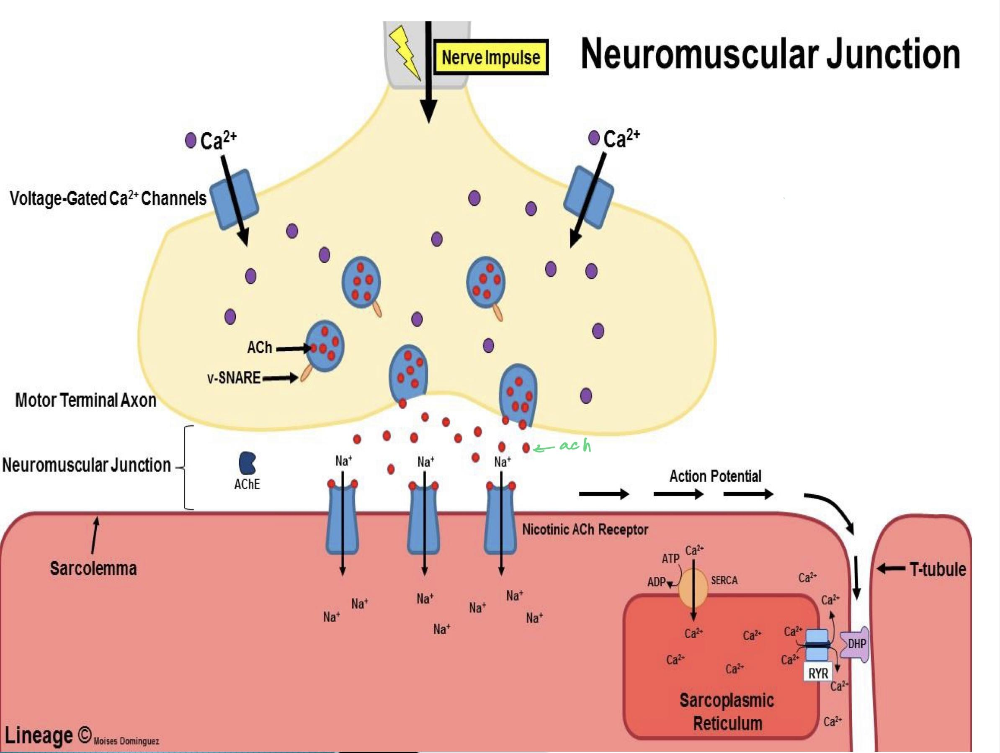 Neuromuscular Junction
Nerve Impulse
Ca²⁺
Ca²⁺
Voltage-Gated Ca²⁺ Channels
ACh
v-SNARE
Motor Terminal Axon
ach
Neuromuscular Junction
AChE
Na⁺
Na⁺
Na⁺
Action Potential
Nicotinic ACh Receptor
Sarcolemma
T-tubule
ATP
Ca²⁺
ADP
SERCA
Ca²⁺
Ca²⁺
Na⁺
Na⁺
Na⁺
Na⁺
Na⁺
Na⁺
Na⁺
Ca²⁺
Ca²⁺
Ca²⁺
DHP
Ca²⁺
Ca²⁺
Ca²⁺
RYR
Ca²⁺
Sarcoplasmic
Reticulum
Ca²⁺
Lineage © Moises Dominguez